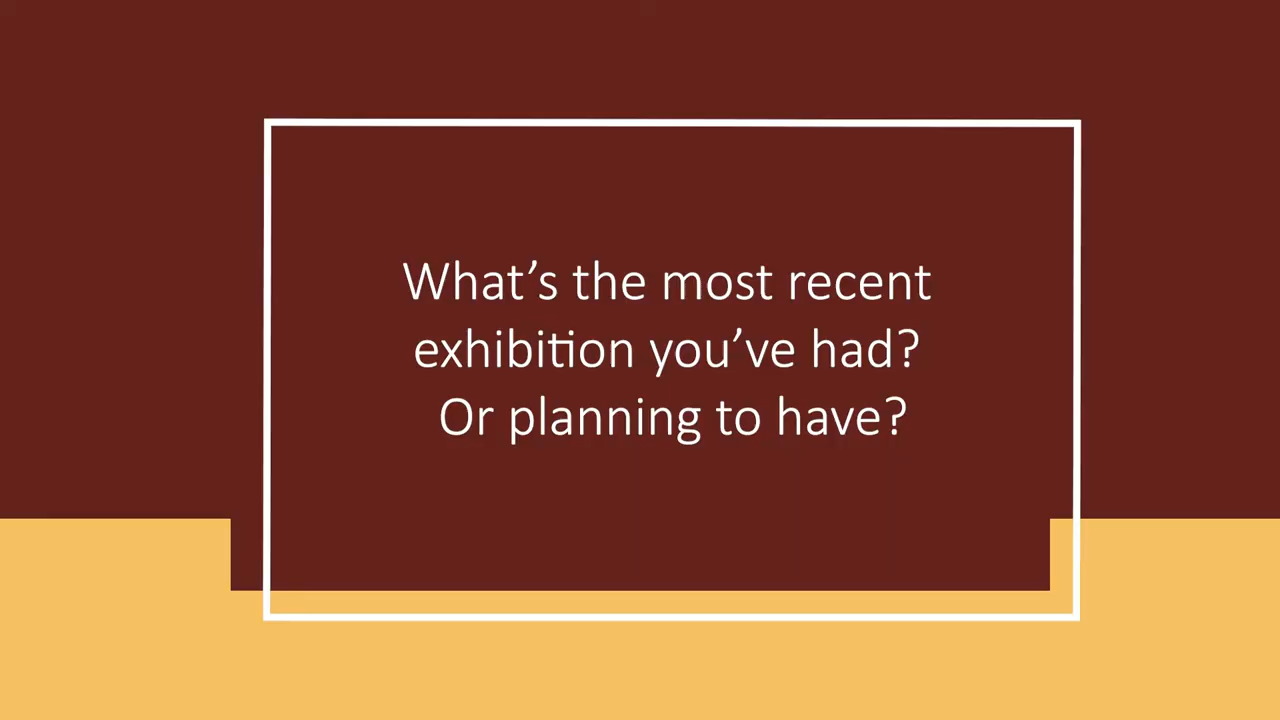 What’s the most recent
exhibition you’ve had?
Or planning to have?